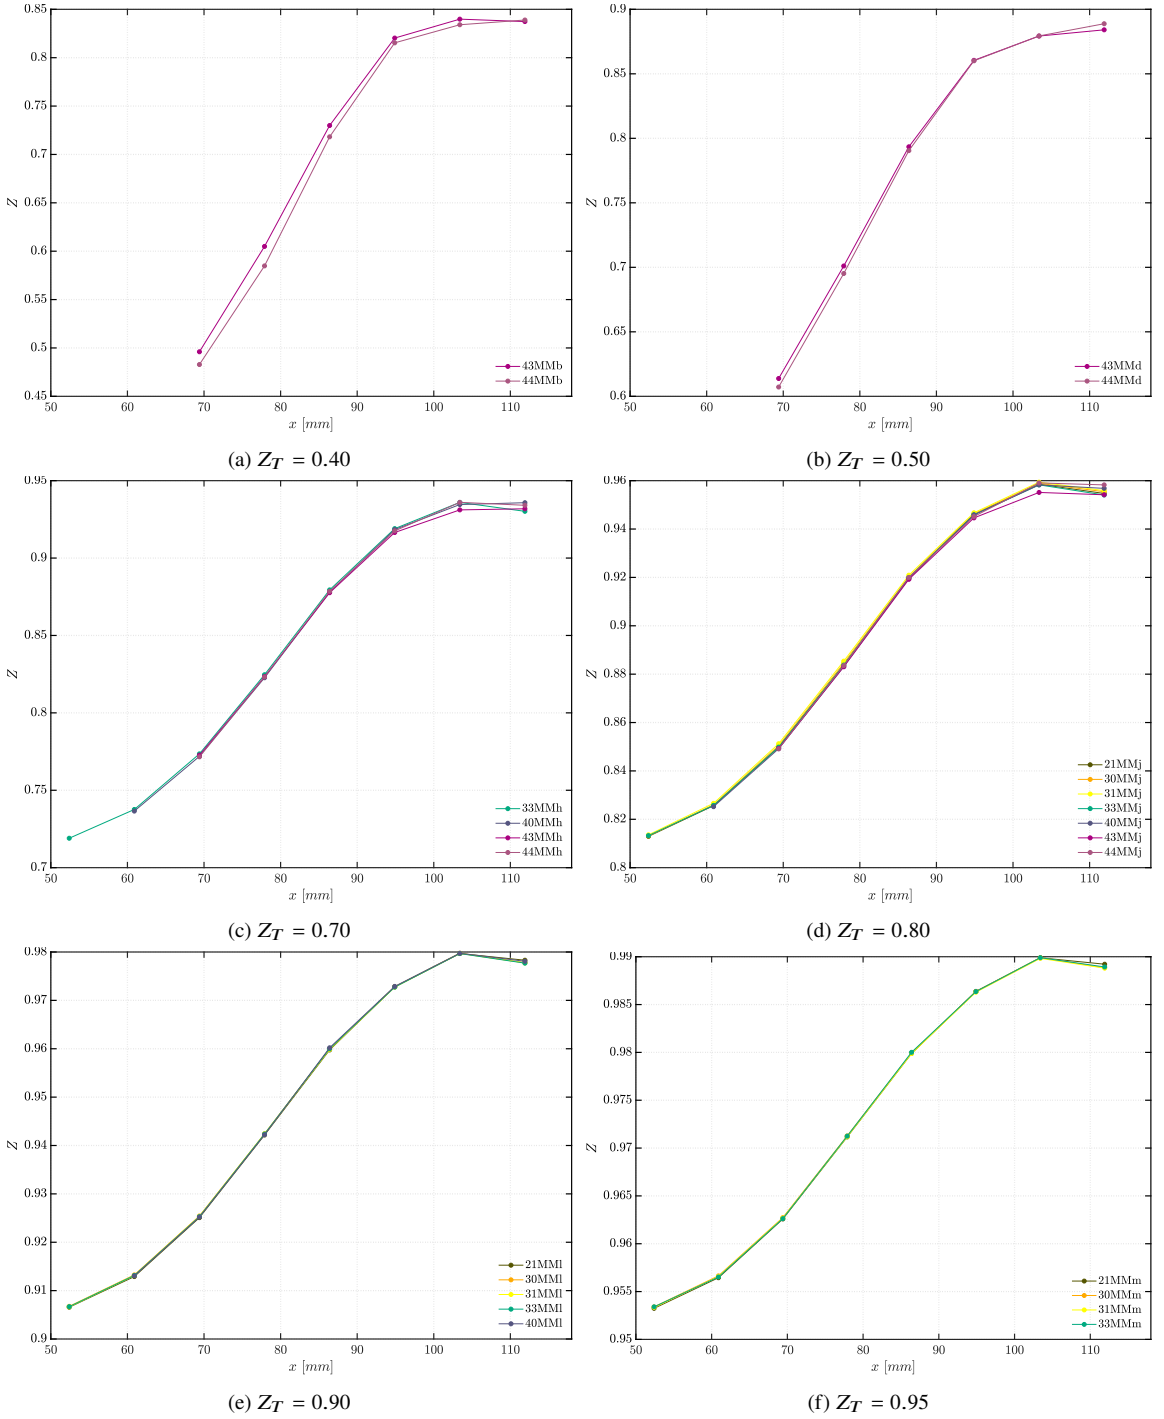 0.85
0.8
0.75
0.7
0.65
0.6
0.55
0.5
0.45
Z
50 60 70 80 90 100 110
x [mm]
43MMb
44MMb
(a) Z_T = 0.40
0.9
0.85
0.8
0.75
0.7
0.65
0.6
Z
50 60 70 80 90 100 110
x [mm]
43MMd
44MMd
(b) Z_T = 0.50
0.95
0.9
0.85
0.8
0.75
0.7
Z
50 60 70 80 90 100 110
x [mm]
33MMh
40MMh
43MMh
44MMh
(c) Z_T = 0.70
0.96
0.94
0.92
0.9
0.88
0.86
0.84
0.82
0.8
Z
50 60 70 80 90 100 110
x [mm]
21MMj
30MMj
31MMj
33MMj
40MMj
43MMj
44MMj
(d) Z_T = 0.80
0.98
0.97
0.96
0.95
0.94
0.93
0.92
0.91
0.9
Z
50 60 70 80 90 100 110
x [mm]
21MMl
30MMl
31MMl
33MMl
40MMl
(e) Z_T = 0.90
0.99
0.985
0.98
0.975
0.97
0.965
0.96
0.955
0.95
Z
50 60 70 80 90 100 110
x [mm]
21MMm
30MMm
31MMm
33MMm
(f) Z_T = 0.95